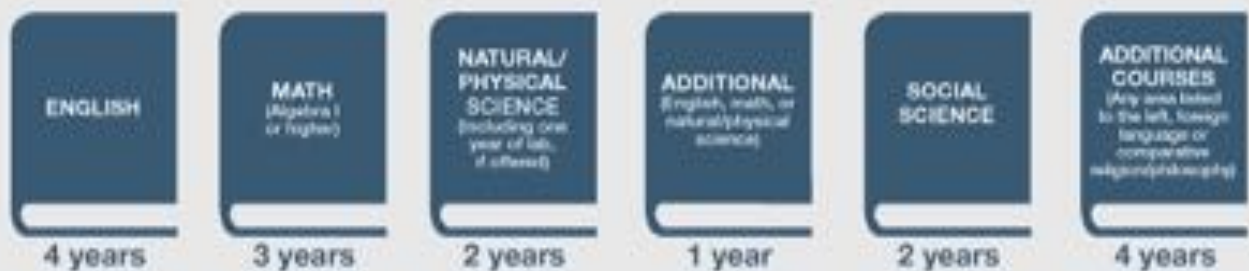 ENGLISH
4 years
MATH
(Algebra I
or higher)
3 years
NATURAL/
PHYSICAL
SCIENCE
(Including one
year of lab,
if offered)
2 years
ADDITIONAL
(English, math, or
natural/physical
science)
1 year
SOCIAL
SCIENCE
2 years
ADDITIONAL
COURSES
(Any area listed
to the left, foreign
language or
comparative
religion/philosophy)
4 years